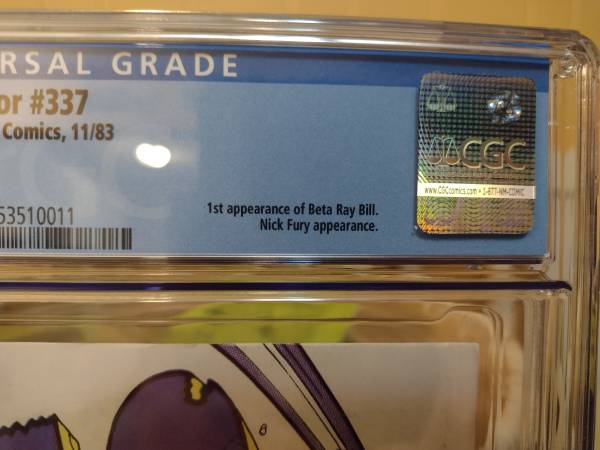 RSAL GRADE
or #337
Comics, 11/83
CGC
www.CGCcomics.com • 1-877-NM-COMIC
53510011
1st appearance of Beta Ray Bill.
Nick Fury appearance.